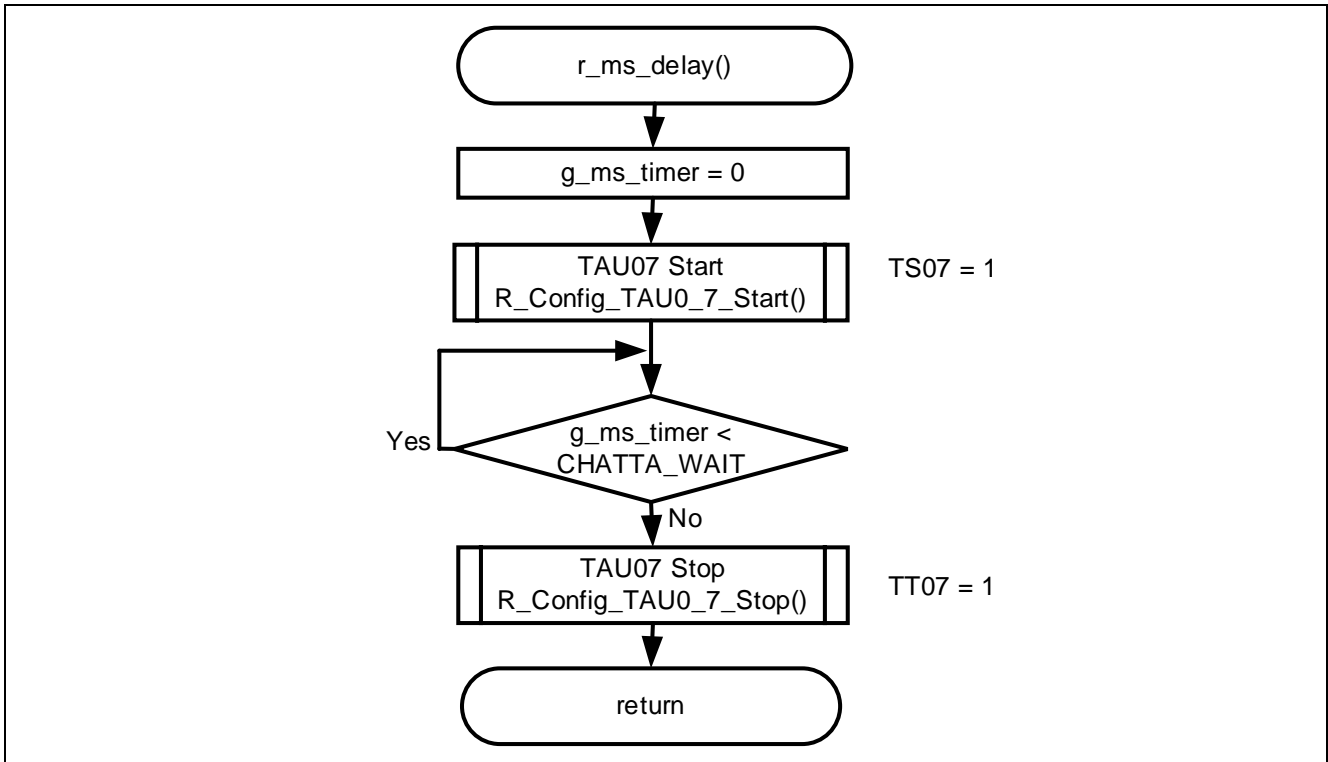 r_ms_delay()
g_ms_timer = 0
TAU07 Start
R_Config_TAU0_7_Start()
TS07 = 1
g_ms_timer <
CHATTA_WAIT
Yes
No
TAU07 Stop
R_Config_TAU0_7_Stop()
TT07 = 1
return